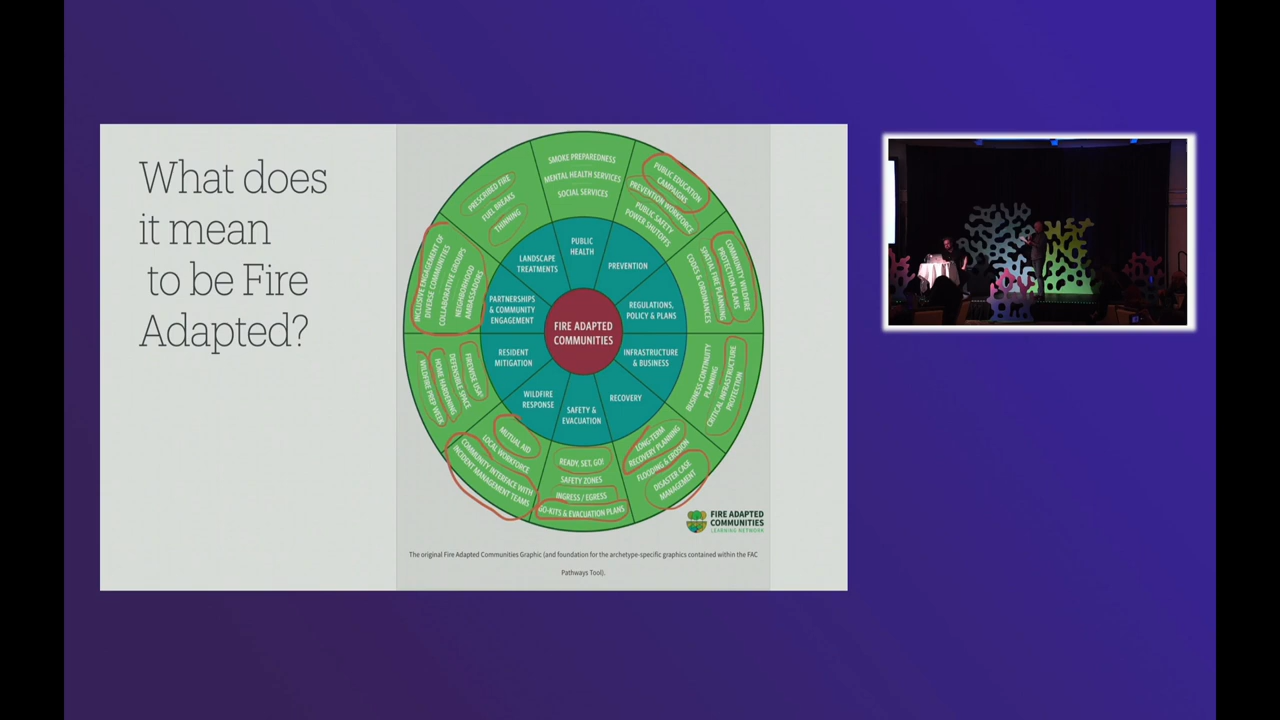 What does
it mean
to be Fire
Adapted?
SMOKE PREPAREDNESS
MENTAL HEALTH SERVICES
SOCIAL SERVICES
PUBLIC EDUCATION
CAMPAIGNS
PREVENTION WORKFORCE
PUBLIC SAFETY
POWER SHUTOFFS
COMMUNITY WILDFIRE
PROTECTION PLANS
SPATIAL FIRE PLANNING
CODES & ORDINANCES
BUSINESS CONTINUITY
PLANNING
CRITICAL INFRASTRUCTURE
PROTECTION
LONG-TERM
RECOVERY PLANNING
FLOODING & EROSION
DISASTER CASE
MANAGEMENT
READY, SET, GO!
SAFETY ZONES
INGRESS / EGRESS
GO-KITS & EVACUATION PLANS
MUTUAL AID
LOCAL WORKFORCE
COMMUNITY INTERFACE WITH
INCIDENT MANAGEMENT TEAMS
FIREWISE USA®
DEFENSIBLE SPACE
HOME HARDENING
WILDFIRE PREP WEEK
INCLUSIVE ENGAGEMENT OF
DIVERSE COMMUNITIES
COLLABORATIVE GROUPS
NEIGHBORHOOD
AMBASSADORS
PRESCRIBED FIRE
FUEL BREAKS
THINNING
PUBLIC
HEALTH
PREVENTION
REGULATIONS,
POLICY & PLANS
INFRASTRUCTURE
& BUSINESS
RECOVERY
SAFETY &
EVACUATION
WILDFIRE
RESPONSE
RESIDENT
MITIGATION
PARTNERSHIPS
& COMMUNITY
ENGAGEMENT
LANDSCAPE
TREATMENTS
FIRE ADAPTED
COMMUNITIES
FIRE ADAPTED
COMMUNITIES
LEARNING NETWORK
The original Fire Adapted Communities Graphic (and foundation for the archetype-specific graphics contained within the FAC
Pathways Tool).